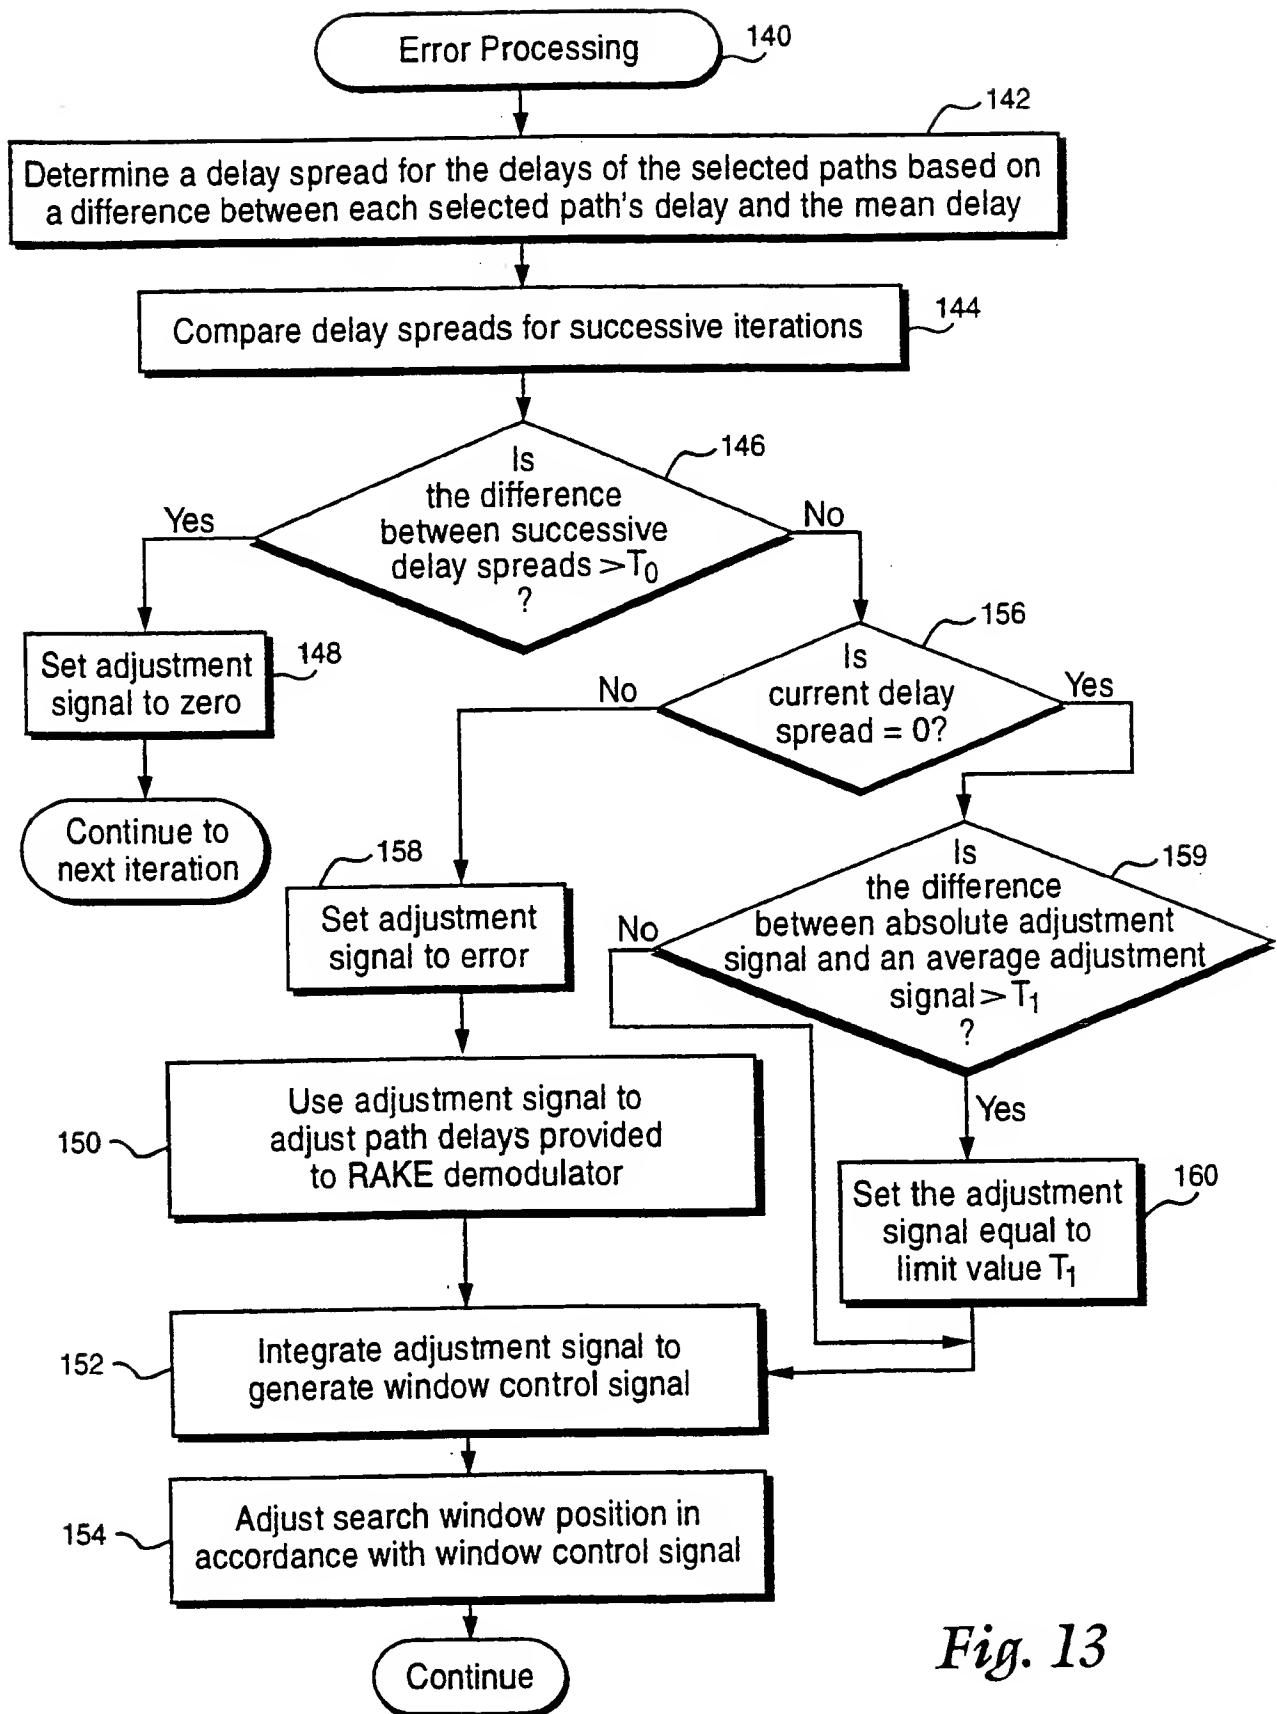 Error Processing
140
142
Determine a delay spread for the delays of the selected paths based on
a difference between each selected path's delay and the mean delay
Compare delay spreads for successive iterations
144
146
Is
the difference
between successive
delay spreads >T0
?
Yes
No
Set adjustment
signal to zero
148
Continue to
next iteration
156
Is
current delay
spread = 0?
No
Yes
158
Set adjustment
signal to error
159
Is
the difference
between absolute adjustment
signal and an average adjustment
signal >T1
?
No
Yes
150
Use adjustment signal to
adjust path delays provided
to RAKE demodulator
160
Set the adjustment
signal equal to
limit value T1
152
Integrate adjustment signal to
generate window control signal
154
Adjust search window position in
accordance with window control signal
Continue
Fig. 13